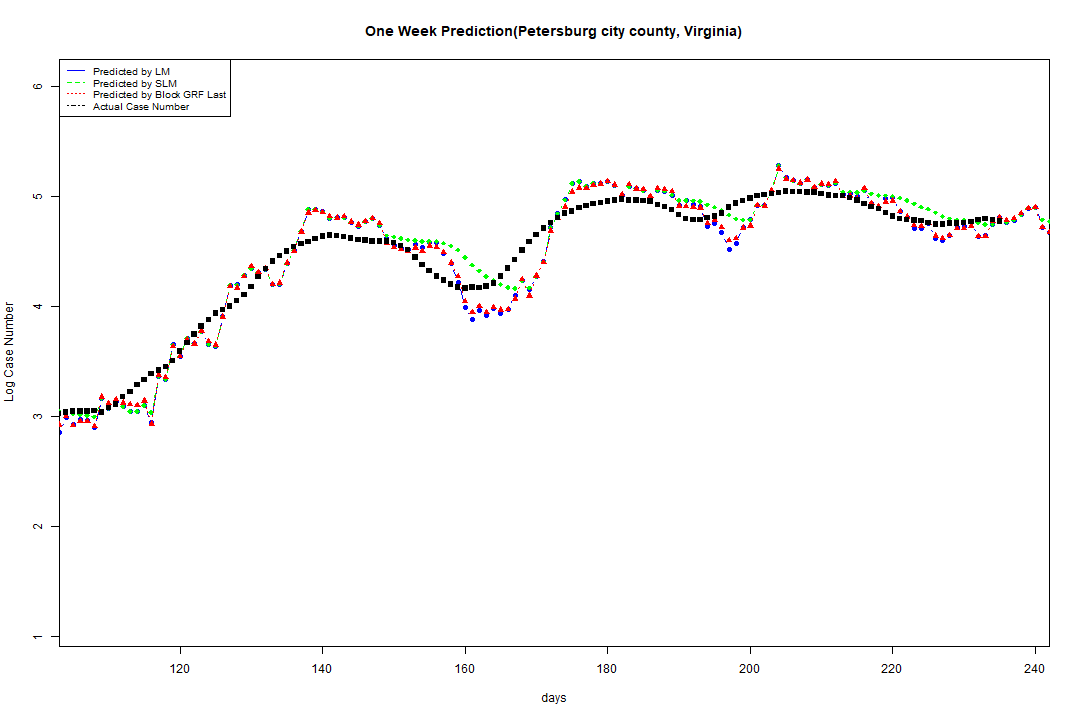 One Week Prediction(Petersburg city county, Virginia)
Predicted by LM
Predicted by SLM
Predicted by Block GRF Last
Actual Case Number
6
5
4
3
2
1
Log Case Number
120 140 160 180 200 220 240
days